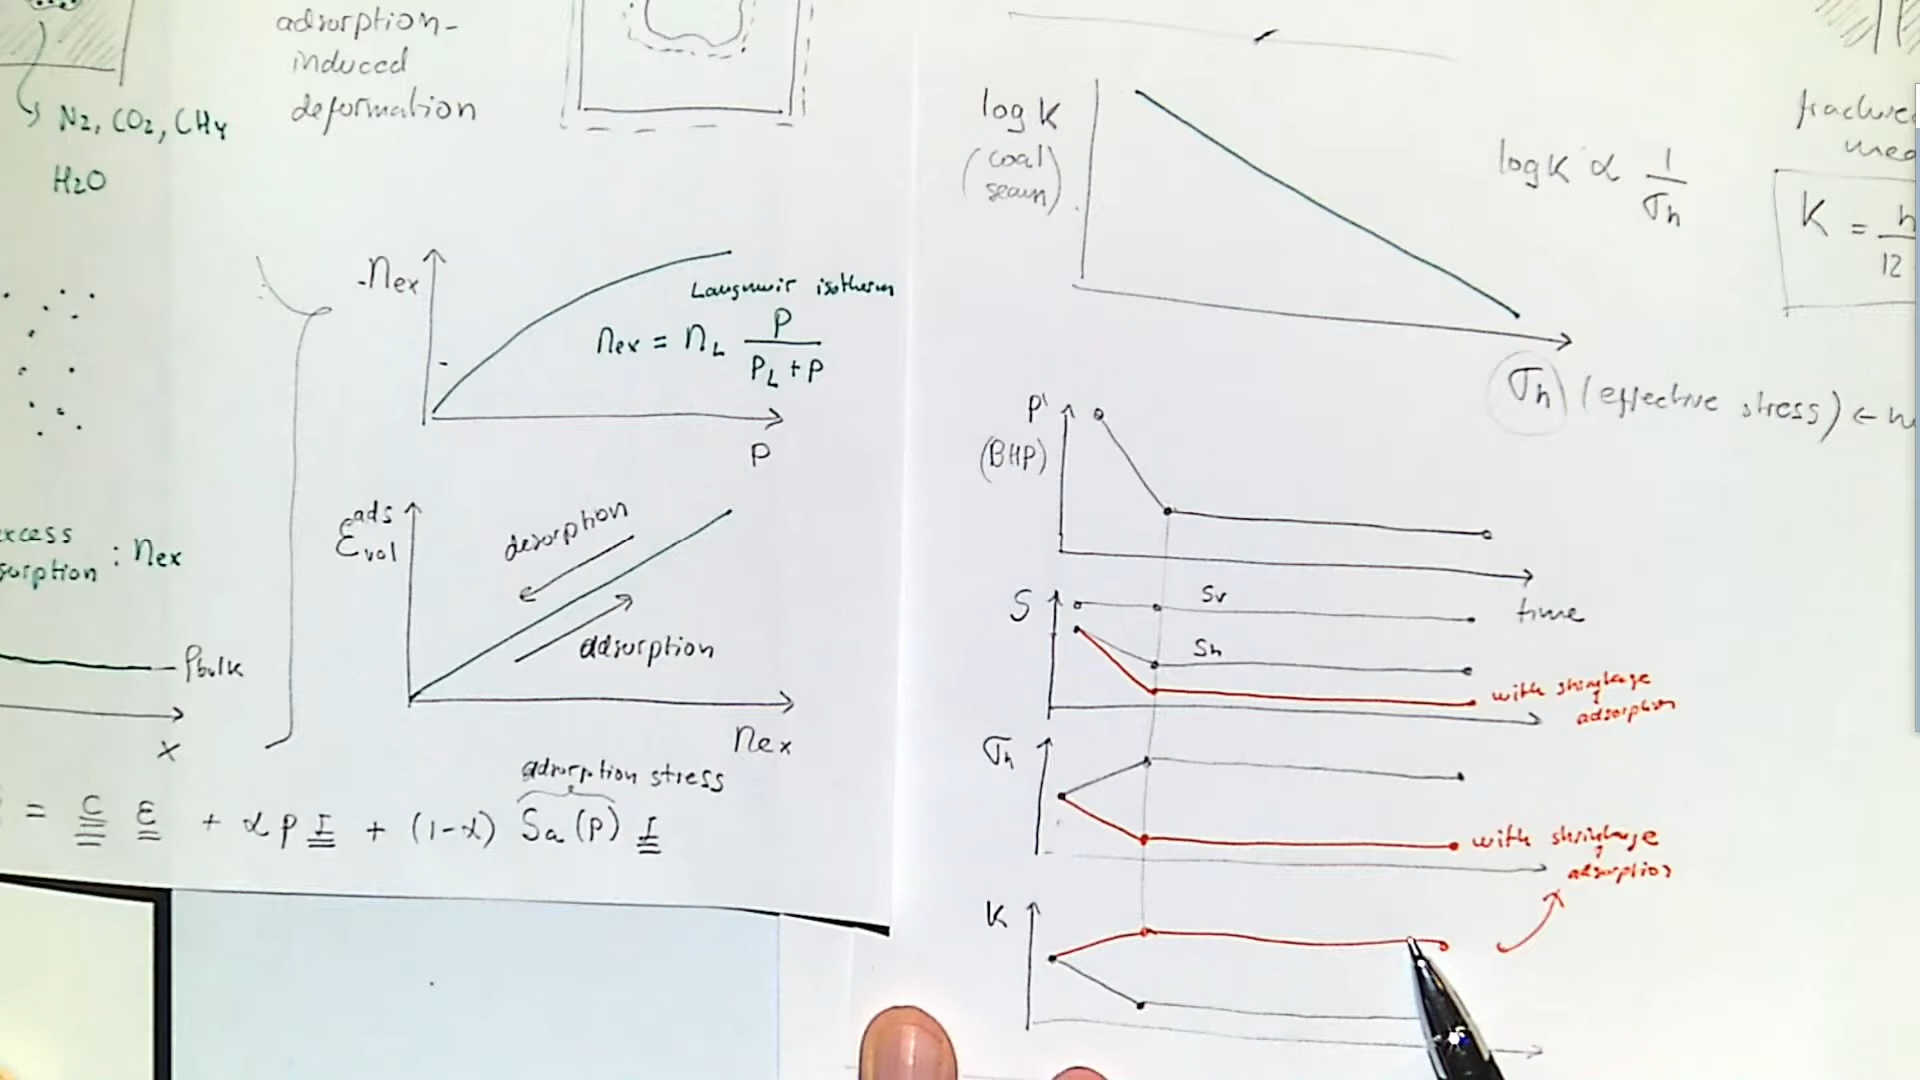 adsorption-
induced
deformation
N2, CO2, CH4
H2O
nex
Langmuir isotherm
nex = nL P / (PL + P)
P
excess
: nex
ε ads vol
desorption
adsorption
nex
ρbulk
x
adsorption stress
= C ε + α p I + (1-α) Sa (p) I
log K
(coal
seam)
log K ∝ 1 / σh
K = h / 12
σh (effective stress) ←
P
(BHP)
time
S
Sv
Sh
with shrinkage
adsorption
σh
with shrinkage
adsorption
K